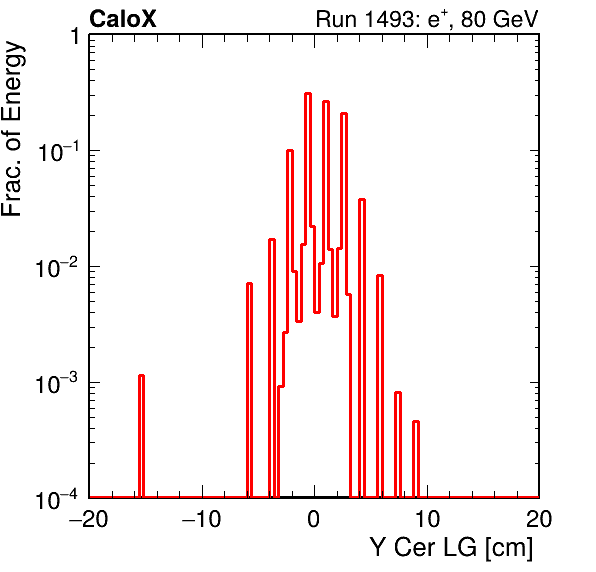 CaloX Run 1493: e⁺, 80 GeV
Frac. of Energy
1
10⁻¹
10⁻²
10⁻³
10⁻⁴
−20 −10 0 10 20
Y Cer LG [cm]